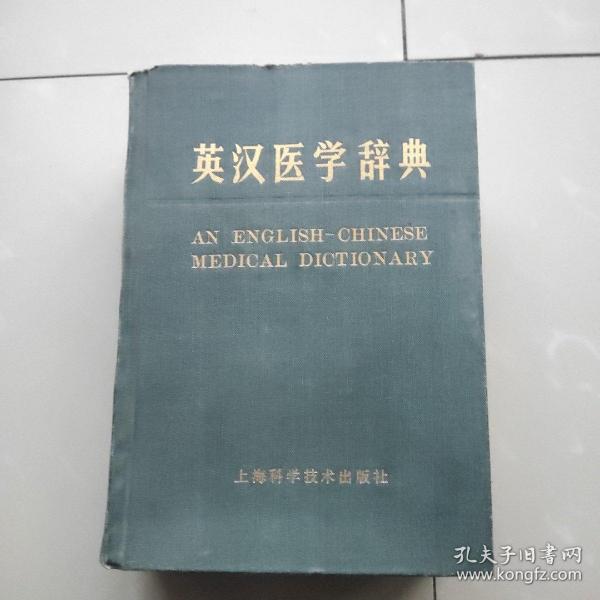 英汉医学辞典
AN ENGLISH-CHINESE
MEDICAL DICTIONARY
上海科学技术出版社
孔夫子旧书网
www.kongfz.com